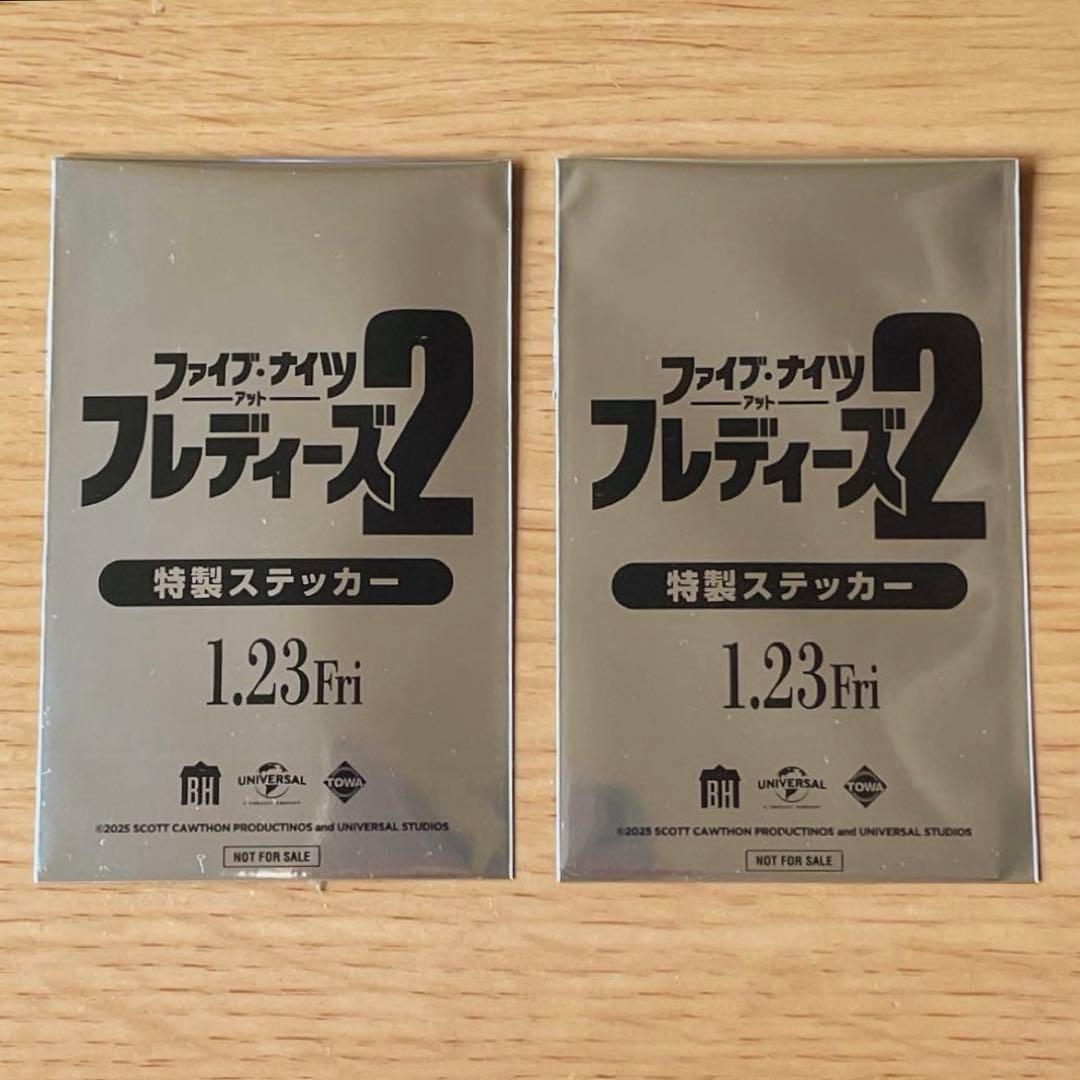 ファイブ・ナイツ
アット
フレディーズ2
特製ステッカー
1.23Fri
BH
UNIVERSAL
TOWA
©2025 SCOTT CAWTHON PRODUCTINOS and UNIVERSAL STUDIOS
NOT FOR SALE
ファイブ・ナイツ
アット
フレディーズ2
特製ステッカー
1.23Fri
BH
UNIVERSAL
TOWA
©2025 SCOTT CAWTHON PRODUCTINOS and UNIVERSAL STUDIOS
NOT FOR SALE